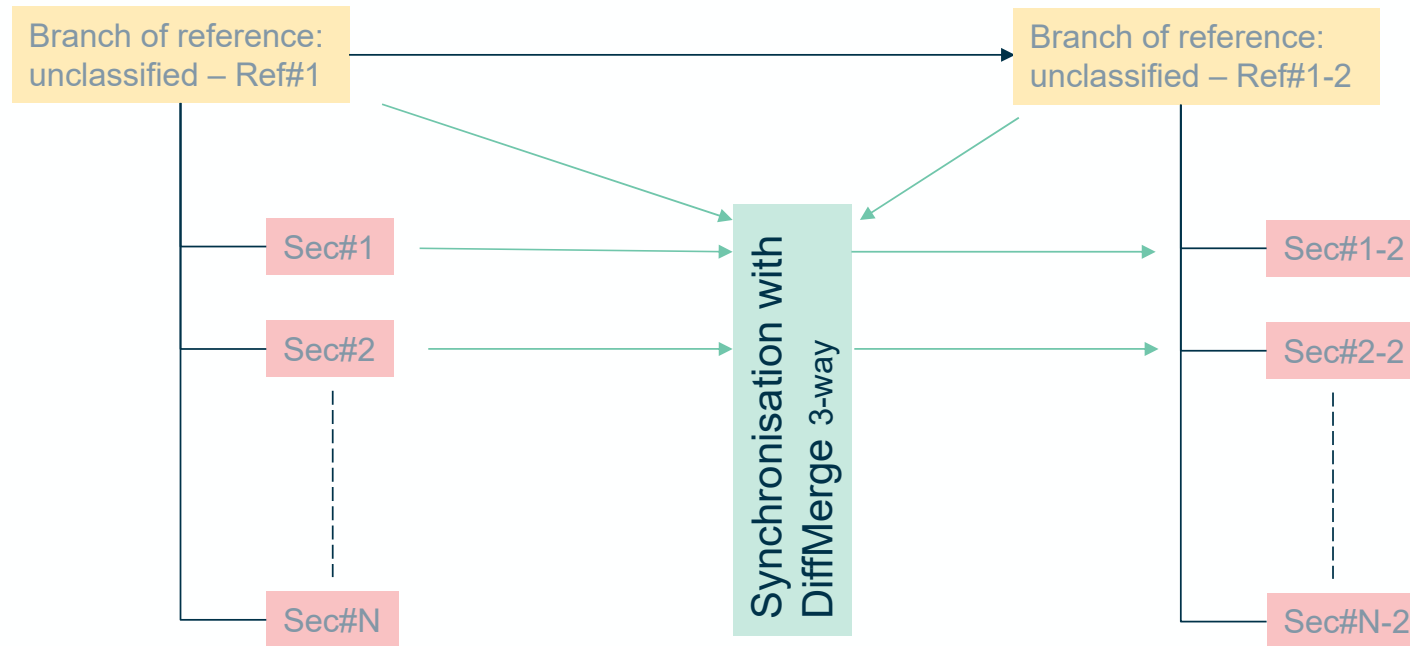 Branch of reference:
unclassified – Ref#1
Branch of reference:
unclassified – Ref#1-2
Sec#1
Sec#2
Sec#N
Synchronisation with
DiffMerge 3-way
Sec#1-2
Sec#2-2
Sec#N-2